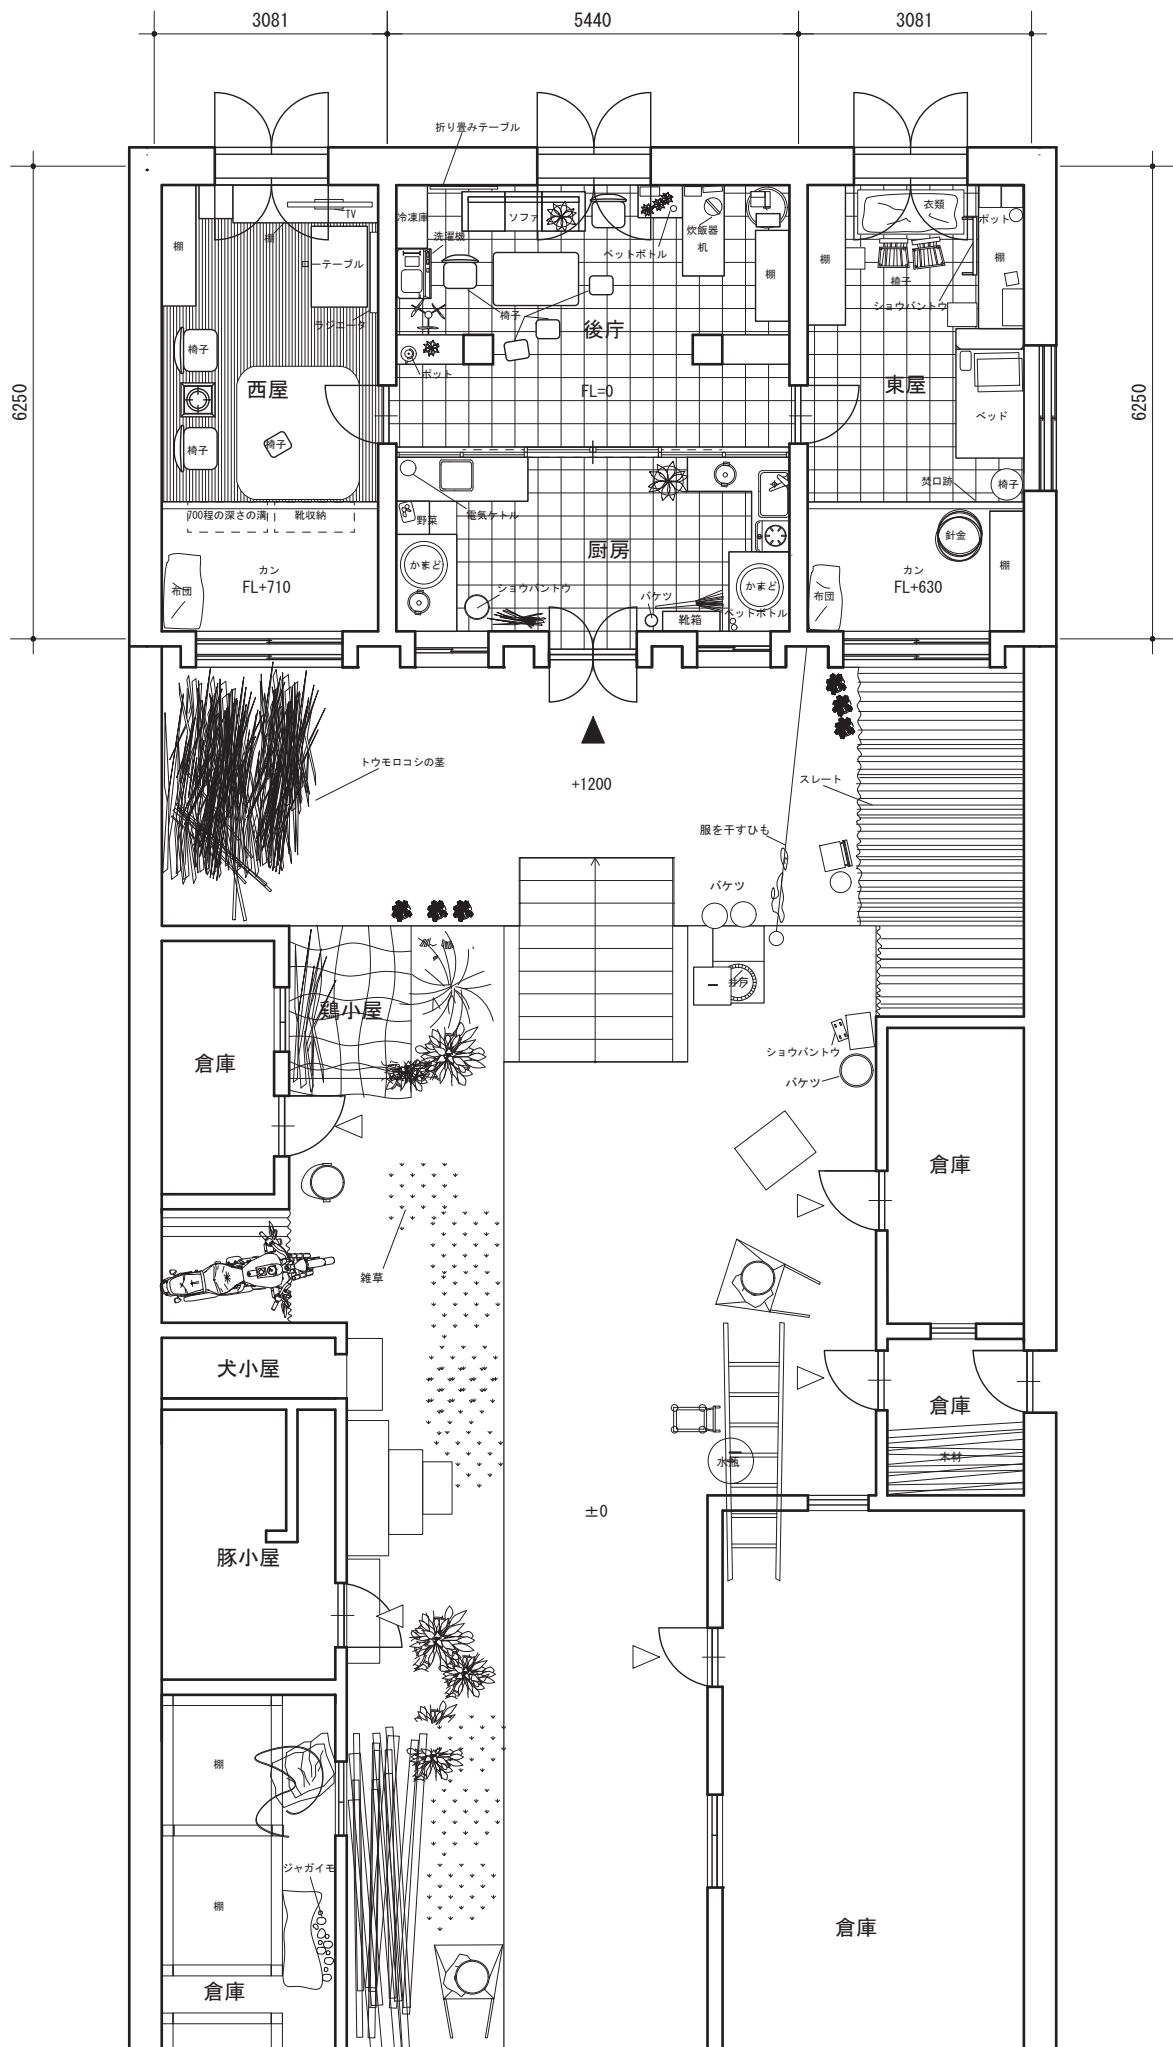 3081
5440
3081
折り畳みテーブル
6250
6250
TV
棚
棚
ローテーブル
ラジエータ
椅子
椅子
椅子
西屋
700程の深さの溝
靴収納
カン
FL+710
布団
冷凍庫
洗濯機
ソファ
ペットボトル
炊飯器
机
棚
椅子
後庁
ポット
FL=0
衣類
ポット
棚
棚
椅子
ショウバントウ
東屋
ベッド
焚口跡
椅子
針金
カン
FL+630
棚
布団
電気ケトル
野菜
厨房
かまど
かまど
ショウバントウ
バケツ
靴箱
ペットボトル
トウモロコシの茎
+1200
スレート
服を干すひも
バケツ
井戸
鶏小屋
倉庫
ショウバントウ
バケツ
倉庫
雑草
犬小屋
倉庫
木材
水瓶
±0
豚小屋
棚
ジャガイモ
棚
倉庫
倉庫